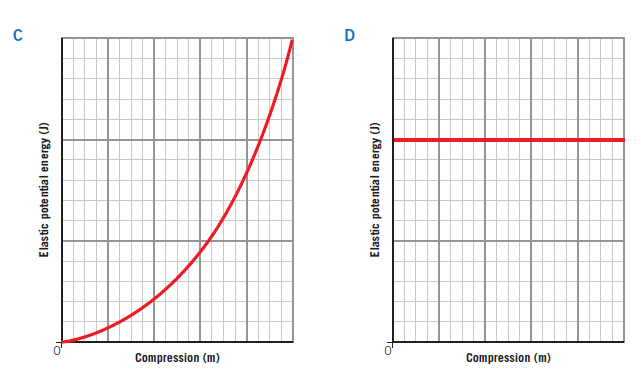 C
Elastic potential energy (J)
0
Compression (m)
D
Elastic potential energy (J)
0
Compression (m)